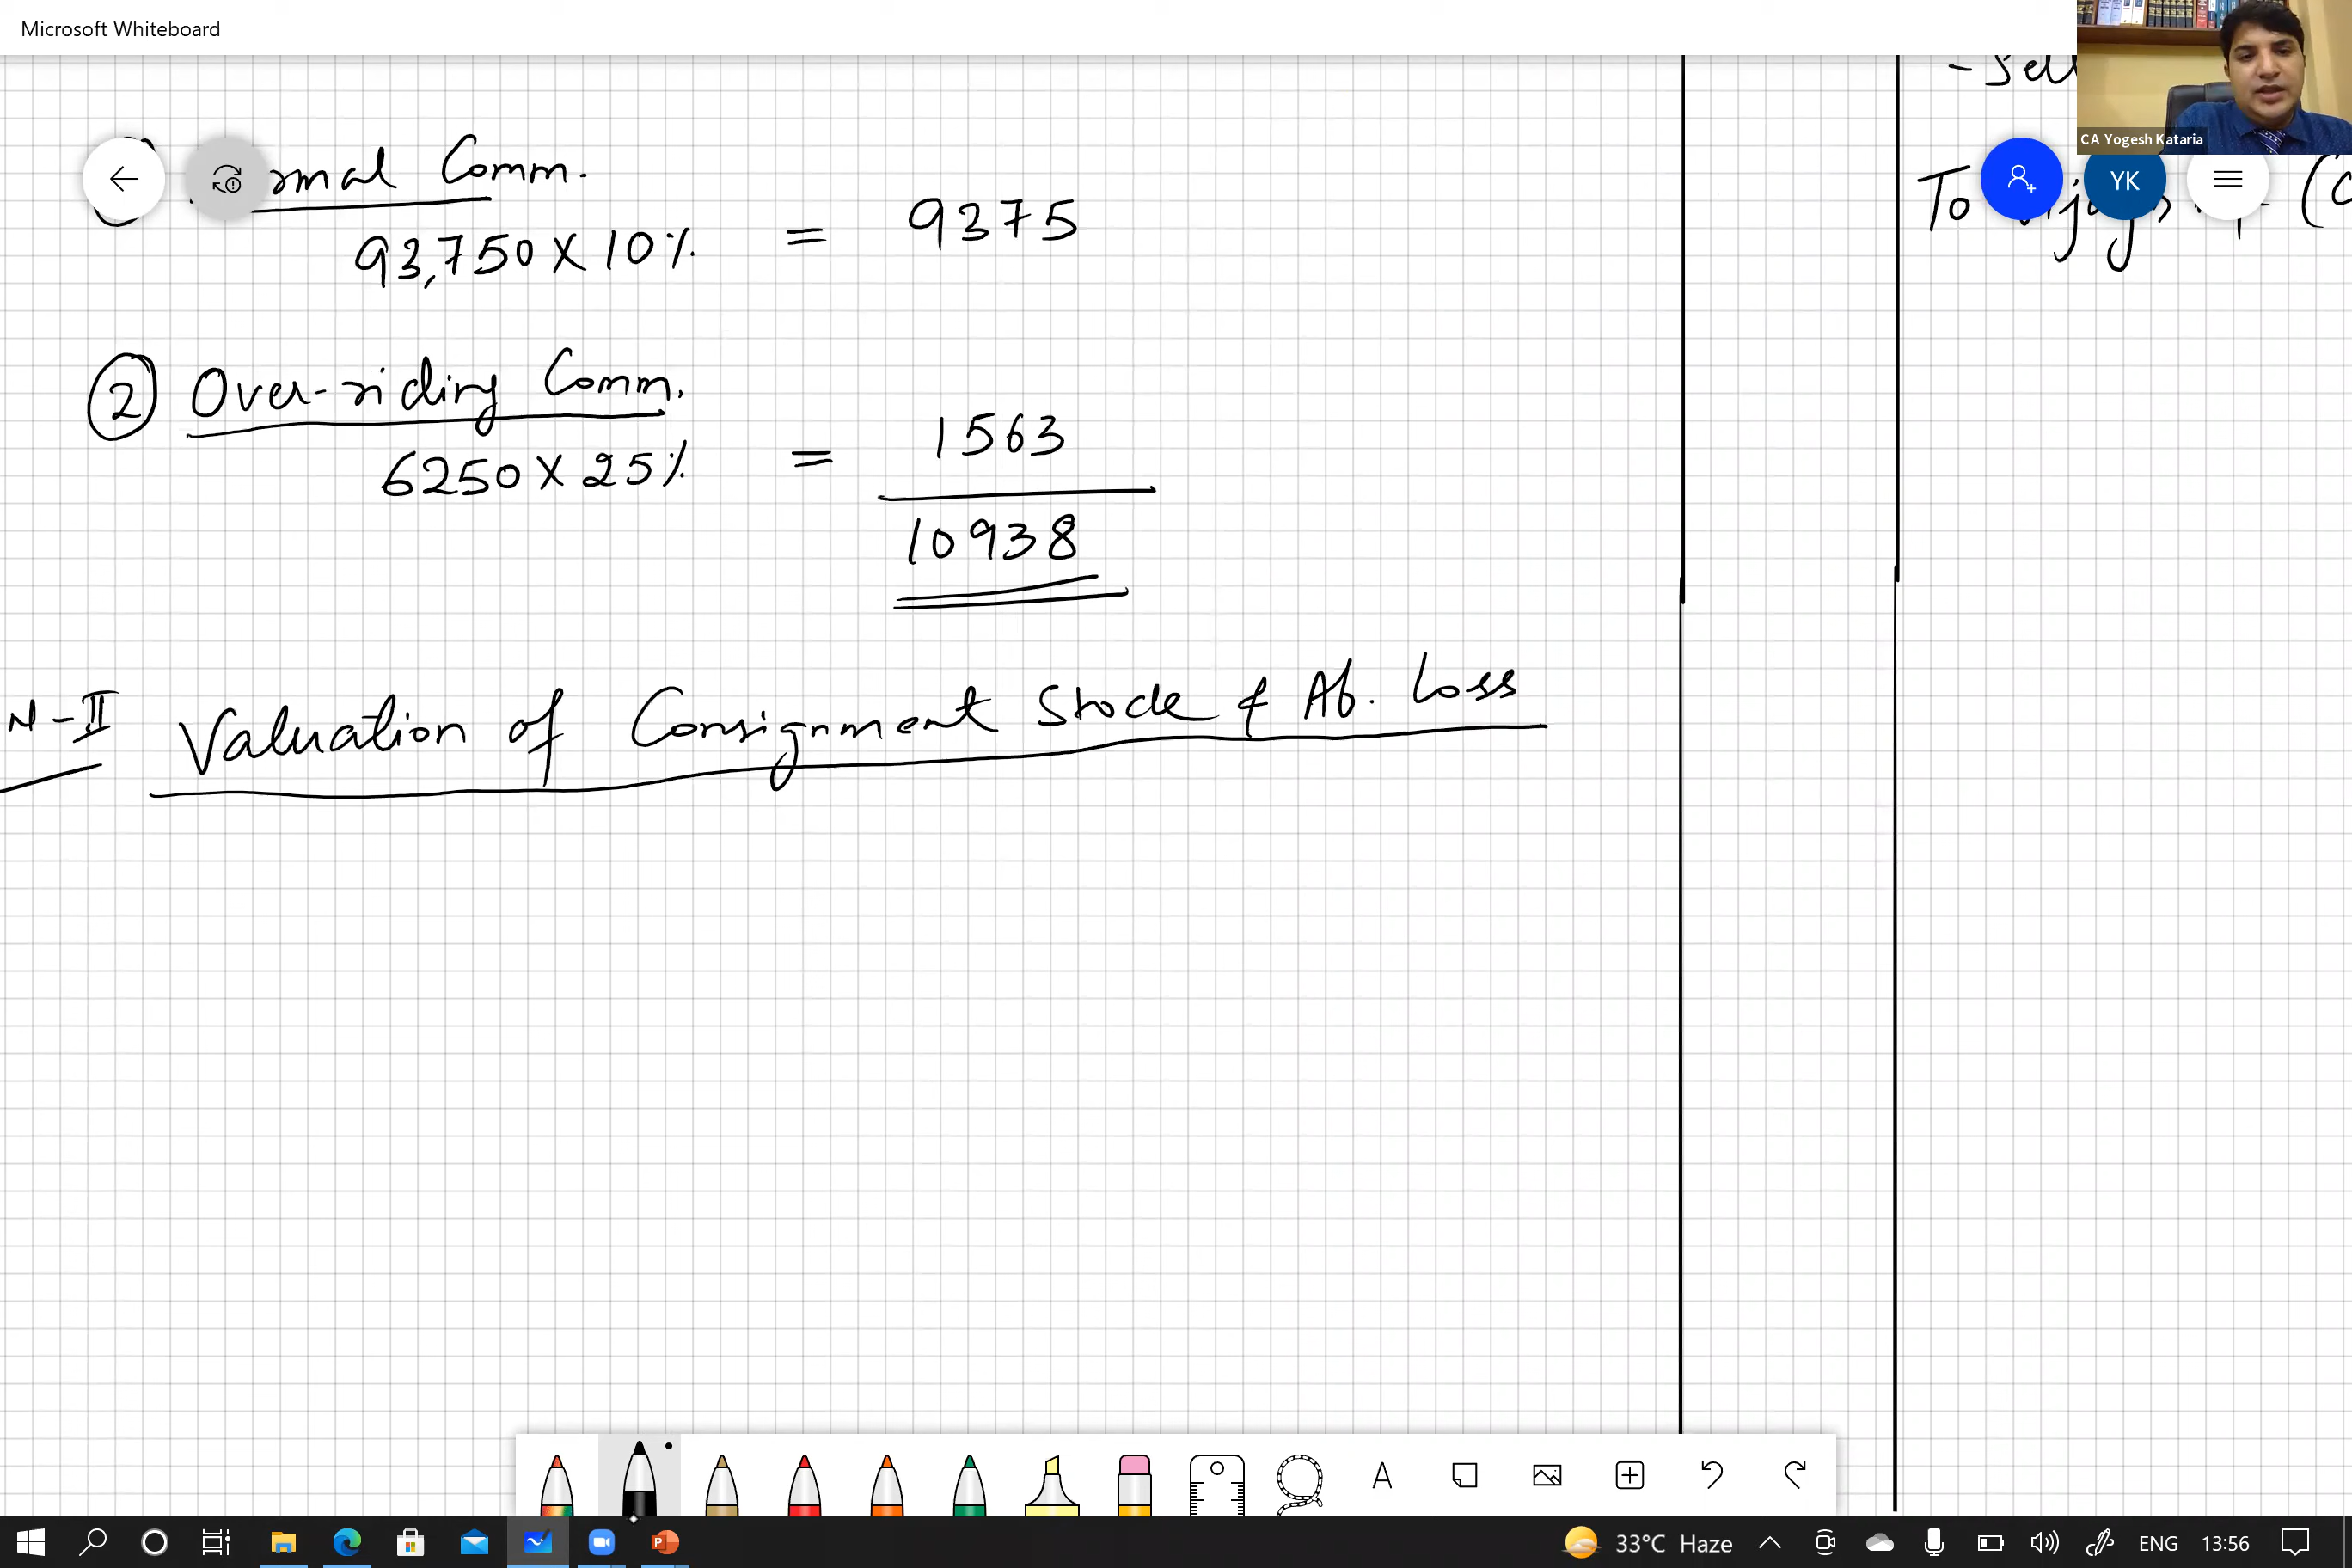 Microsoft Whiteboard
- Sell
CA Yogesh Kataria
YK
To
Comm.
93,750 X 10% = 9375
2 Over-riding Comm.
6250 X 25% = 1563
10938
N-II Valuation of Consignment Stock & Ab. Loss
A
33°C Haze
ENG
13:56